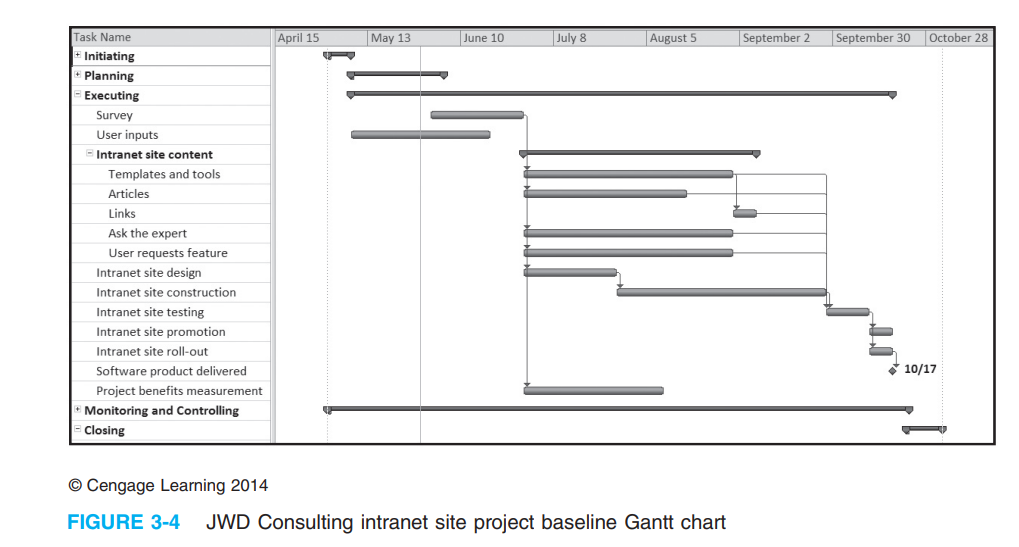 Task Name April 15 May 13 June 10 July 8 August 5 September 2 September 30 October 28
Initiating
Planning
Executing
Survey
User inputs
Intranet site content
Templates and tools
Articles
Links
Ask the expert
User requests feature
Intranet site design
Intranet site construction
Intranet site testing
Intranet site promotion
Intranet site roll-out
Software product delivered 10/17
Project benefits measurement
Monitoring and Controlling
Closing
© Cengage Learning 2014
FIGURE 3-4 JWD Consulting intranet site project baseline Gantt chart